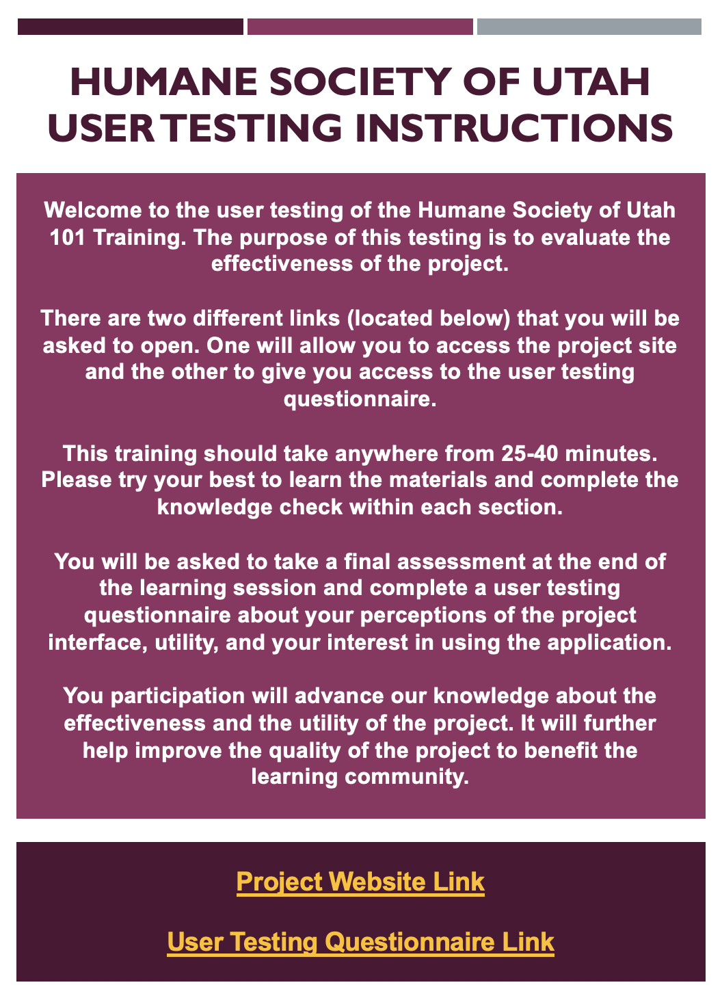 HUMANE SOCIETY OF UTAH
USER TESTING INSTRUCTIONS
Welcome to the user testing of the Humane Society of Utah
101 Training. The purpose of this testing is to evaluate the
effectiveness of the project.
There are two different links (located below) that you will be
asked to open. One will allow you to access the project site
and the other to give you access to the user testing
questionnaire.
This training should take anywhere from 25-40 minutes.
Please try your best to learn the materials and complete the
knowledge check within each section.
You will be asked to take a final assessment at the end of
the learning session and complete a user testing
questionnaire about your perceptions of the project
interface, utility, and your interest in using the application.
You participation will advance our knowledge about the
effectiveness and the utility of the project. It will further
help improve the quality of the project to benefit the
learning community.
Project Website Link
User Testing Questionnaire Link